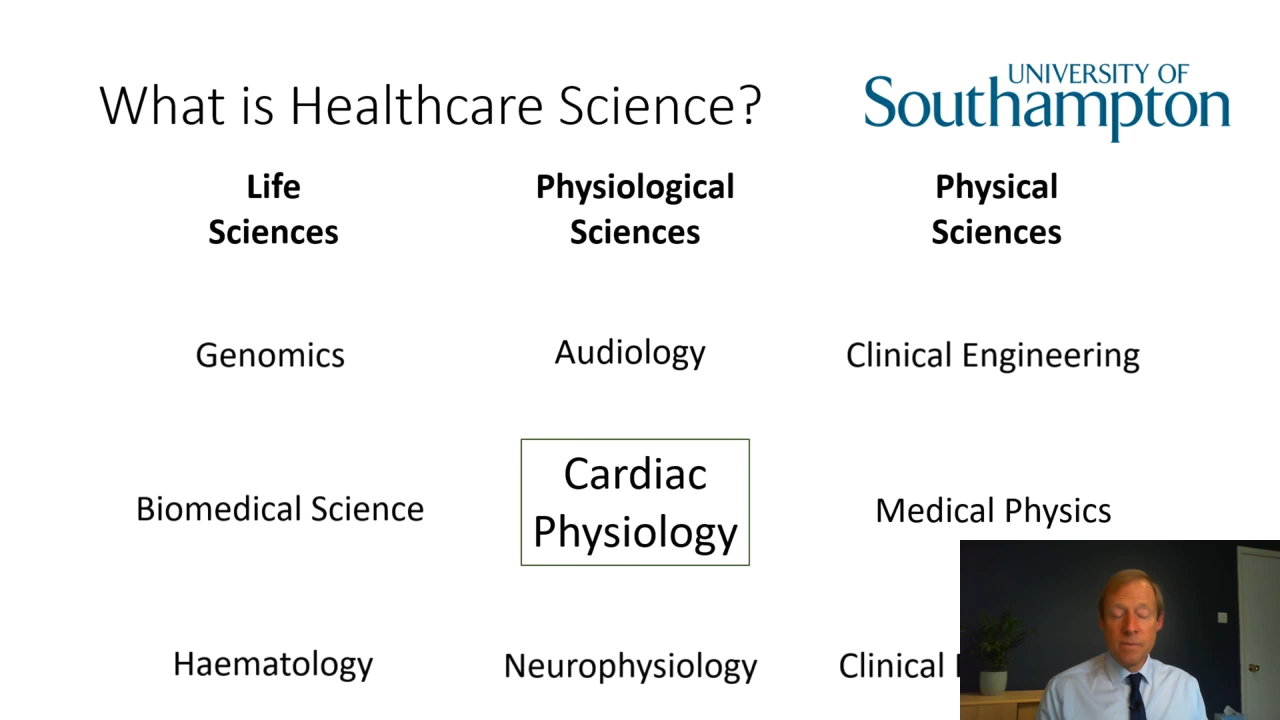 What is Healthcare Science?
UNIVERSITY OF
Southampton
Life
Sciences
Physiological
Sciences
Physical
Sciences
Genomics
Audiology
Clinical Engineering
Biomedical Science
Cardiac
Physiology
Medical Physics
Haematology
Neurophysiology
Clinical